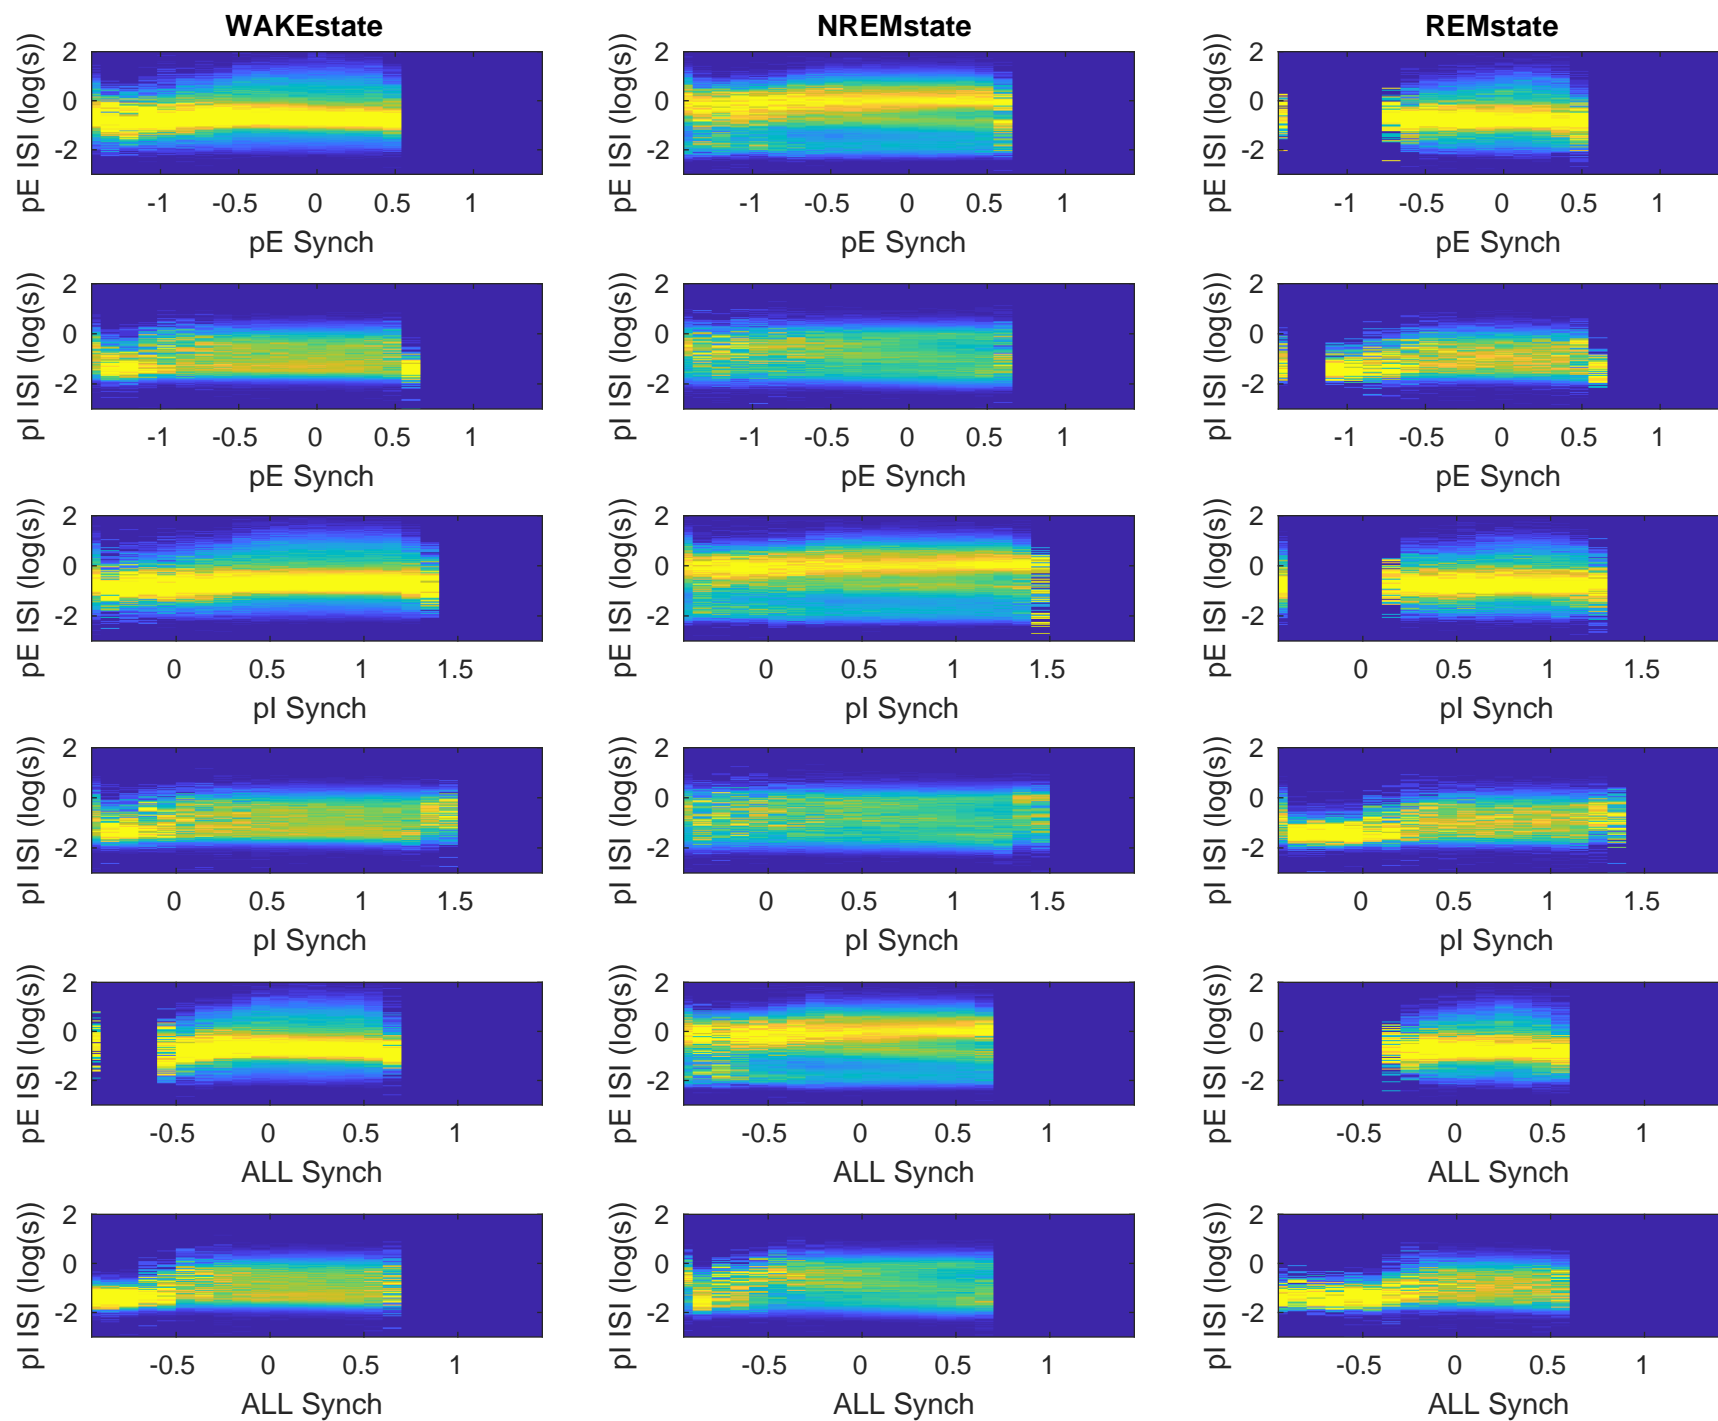 WAKEstate NREMstate REMstate
pE ISI (log(s)) 2 0 -2 pE ISI (log(s)) 2 0 -2 pE ISI (log(s)) 2 0 -2
-1 -0.5 0 0.5 1 -1 -0.5 0 0.5 1 -1 -0.5 0 0.5 1
pE Synch pE Synch pE Synch
pI ISI (log(s)) 2 0 -2 pI ISI (log(s)) 2 0 -2 pI ISI (log(s)) 2 0 -2
-1 -0.5 0 0.5 1 -1 -0.5 0 0.5 1 -1 -0.5 0 0.5 1
pE Synch pE Synch pE Synch
pE ISI (log(s)) 2 0 -2 pE ISI (log(s)) 2 0 -2 pE ISI (log(s)) 2 0 -2
0 0.5 1 1.5 0 0.5 1 1.5 0 0.5 1 1.5
pI Synch pI Synch pI Synch
pI ISI (log(s)) 2 0 -2 pI ISI (log(s)) 2 0 -2 pI ISI (log(s)) 2 0 -2
0 0.5 1 1.5 0 0.5 1 1.5 0 0.5 1 1.5
pI Synch pI Synch pI Synch
pE ISI (log(s)) 2 0 -2 pE ISI (log(s)) 2 0 -2 pE ISI (log(s)) 2 0 -2
-0.5 0 0.5 1 -0.5 0 0.5 1 -0.5 0 0.5 1
ALL Synch ALL Synch ALL Synch
pI ISI (log(s)) 2 0 -2 pI ISI (log(s)) 2 0 -2 pI ISI (log(s)) 2 0 -2
-0.5 0 0.5 1 -0.5 0 0.5 1 -0.5 0 0.5 1
ALL Synch ALL Synch ALL Synch